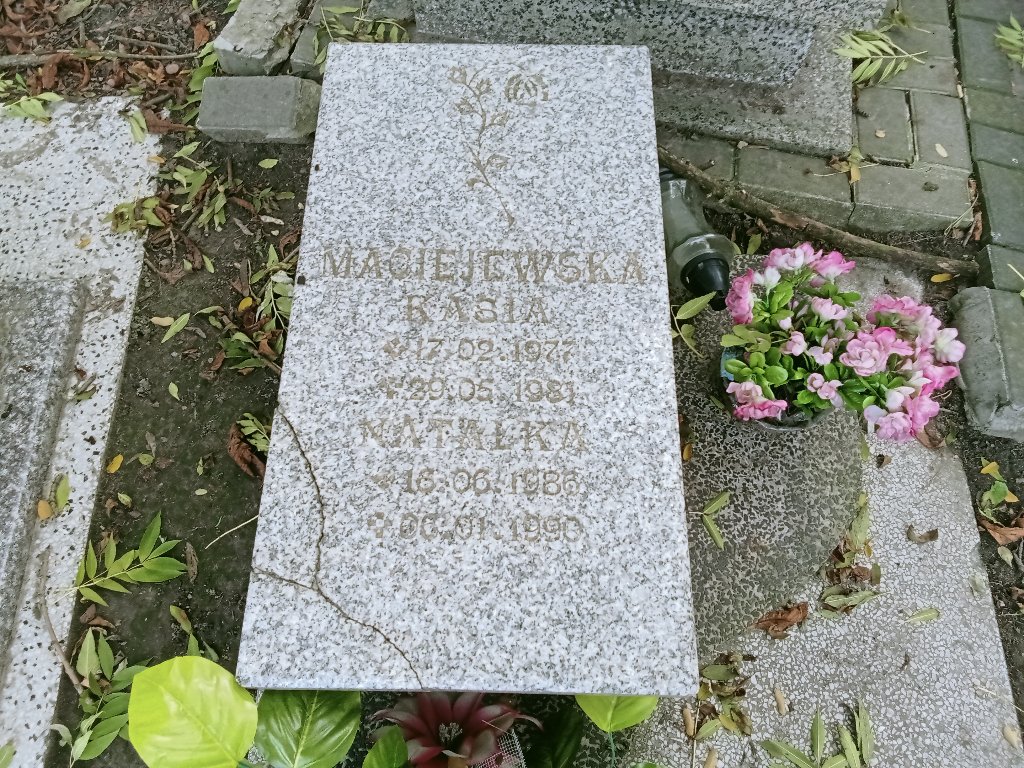 MACIEJEWSKA
KASIA
* 17.02.1977
✝ 29.05.1981
NATALKA
* 16.06.1986
✝ 06.01.1990